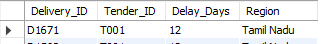 Delivery_ID Tender_ID Delay_Days Region
D1671 T001 12 Tamil Nadu